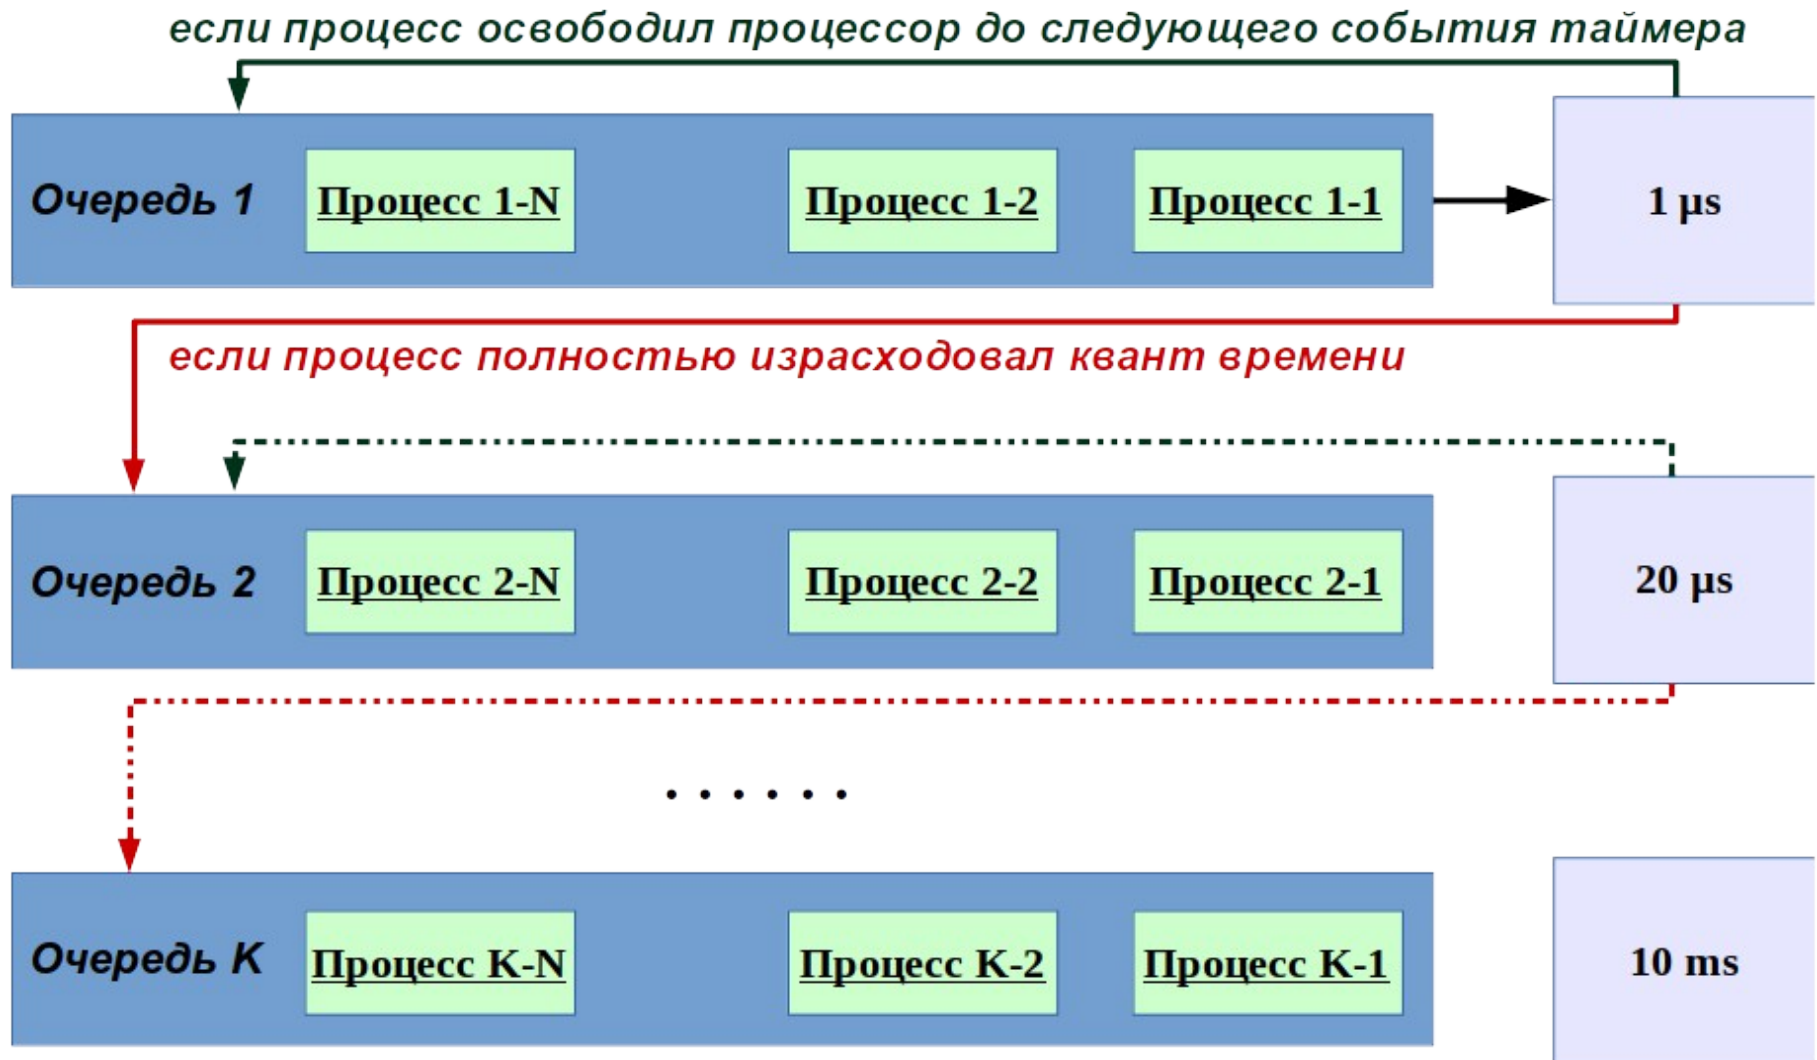 если процесс освободил процессор до следующего события таймера
Очередь 1 Процесс 1-N Процесс 1-2 Процесс 1-1 1 μs
если процесс полностью израсходовал квант времени
Очередь 2 Процесс 2-N Процесс 2-2 Процесс 2-1 20 μs
. . . . . .
Очередь K Процесс K-N Процесс K-2 Процесс K-1 10 ms